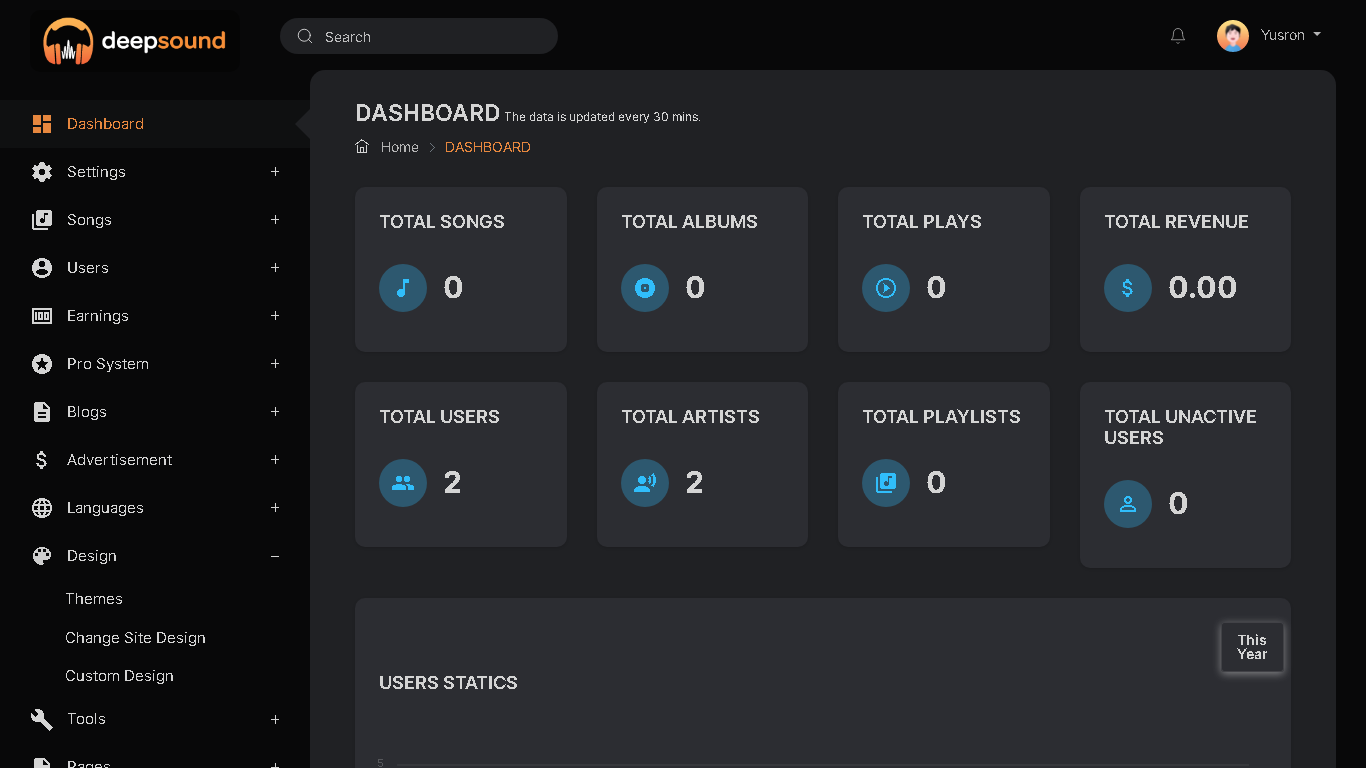 deepsound
Search
Yusron
Dashboard
Settings +
Songs +
Users +
Earnings +
Pro System +
Blogs +
Advertisement +
Languages +
Design −
Themes
Change Site Design
Custom Design
Tools +
Pages +
DASHBOARD The data is updated every 30 mins.
Home > DASHBOARD
TOTAL SONGS
0
TOTAL ALBUMS
0
TOTAL PLAYS
0
TOTAL REVENUE
$ 0.00
TOTAL USERS
2
TOTAL ARTISTS
2
TOTAL PLAYLISTS
0
TOTAL UNACTIVE
USERS
0
This
Year
USERS STATICS
5